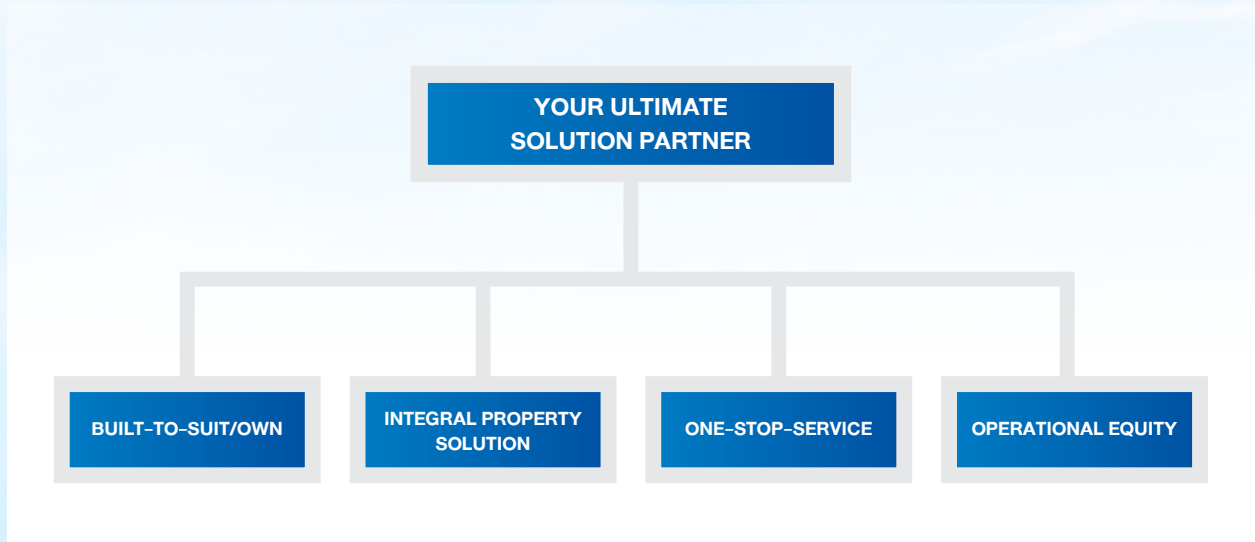 YOUR ULTIMATE
SOLUTION PARTNER
BUILT-TO-SUIT/OWN
INTEGRAL PROPERTY
SOLUTION
ONE-STOP-SERVICE
OPERATIONAL EQUITY